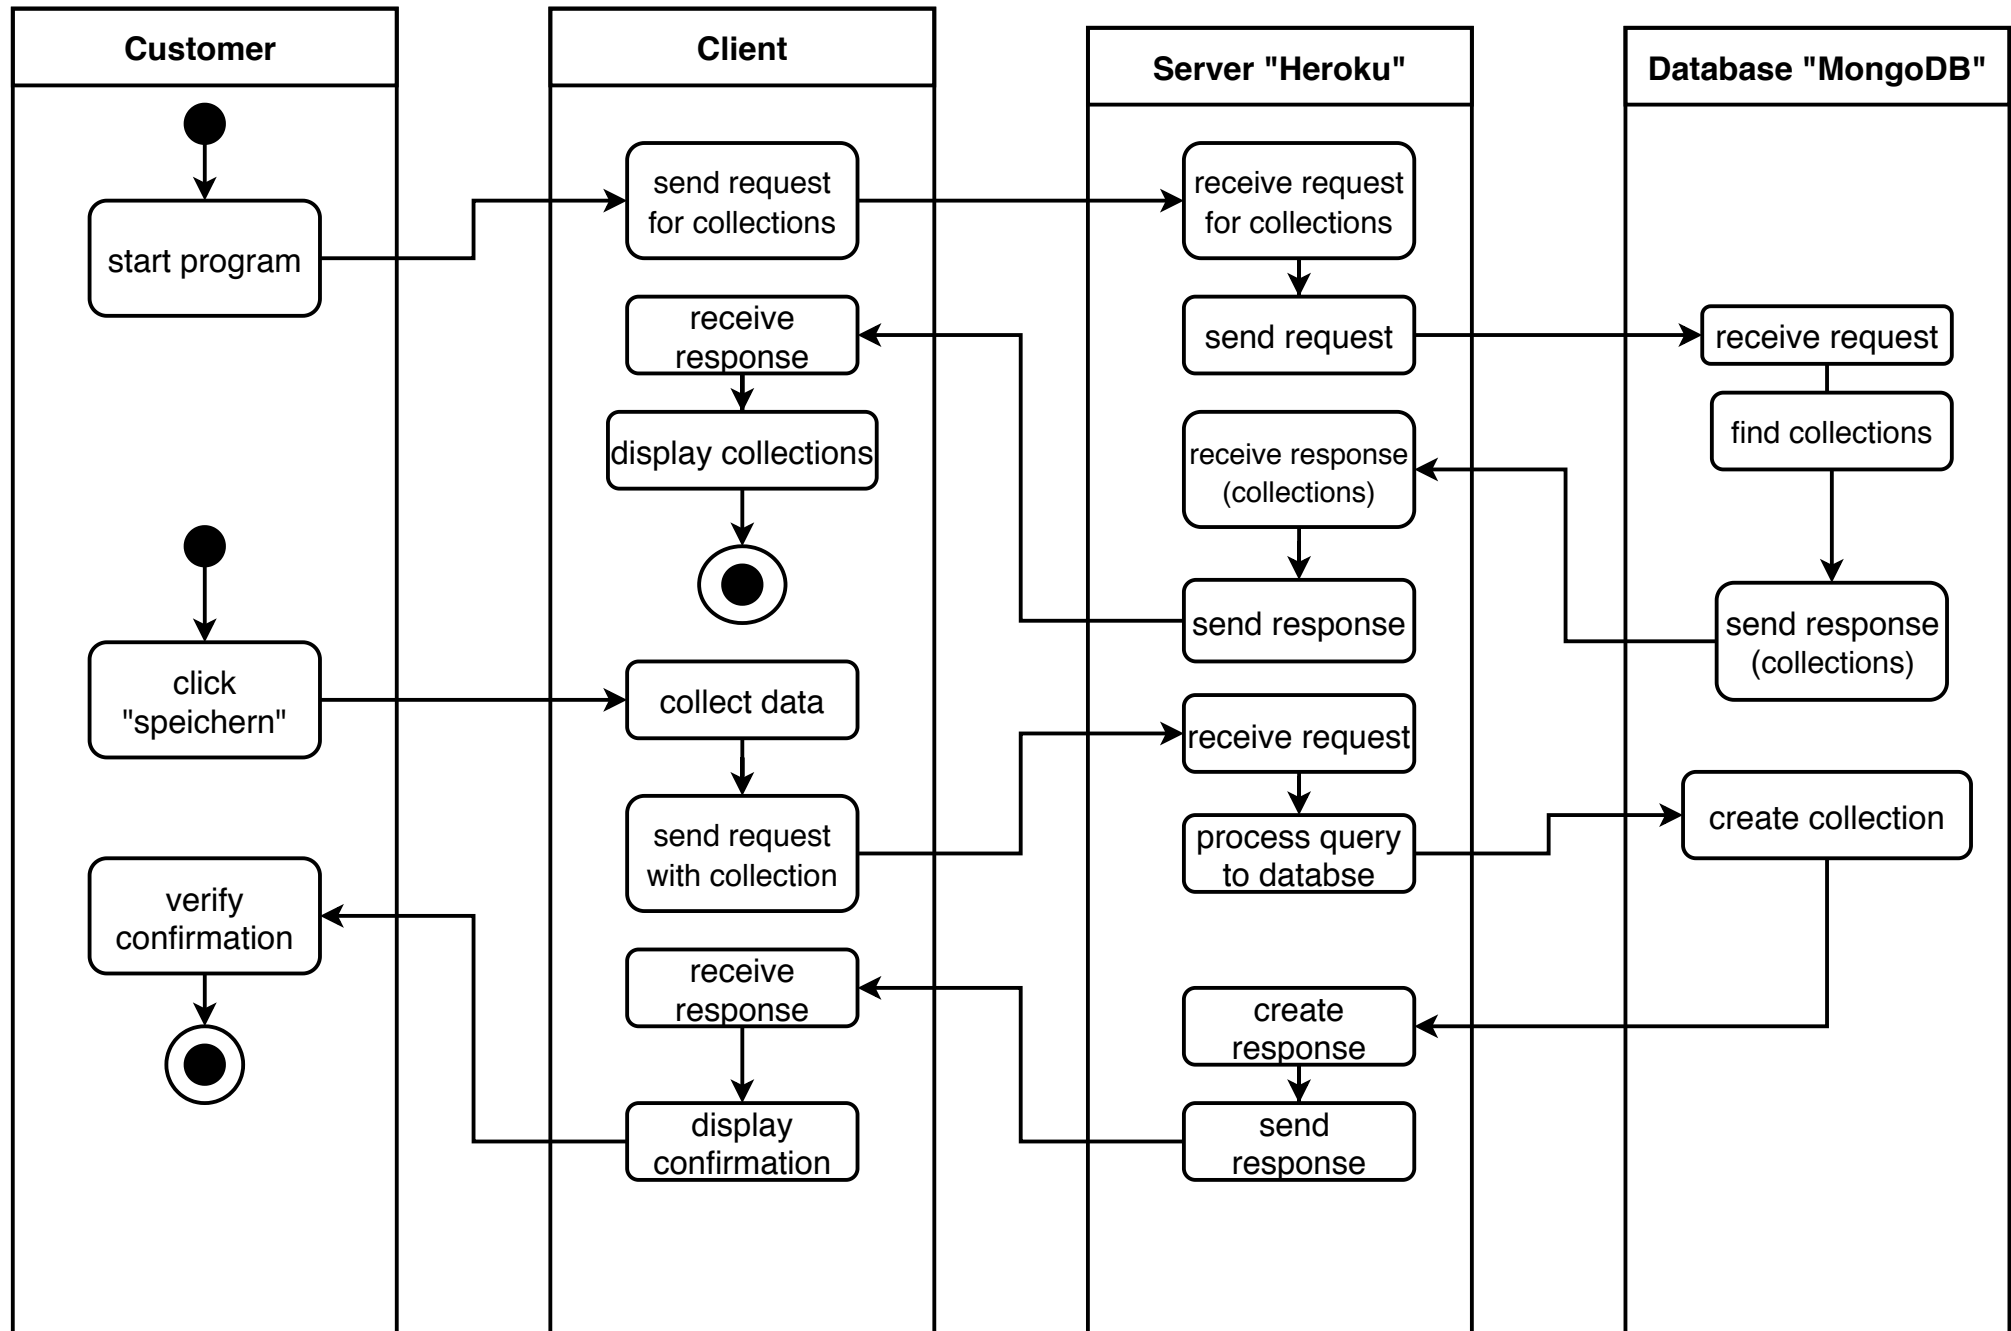 Customer
Client
Server "Heroku"
Database "MongoDB"
start program
send request
for collections
receive request
for collections
receive
response
send request
receive request
display collections
receive response
(collections)
find collections
send response
send response
(collections)
click
"speichern"
collect data
receive request
send request
with collection
process query
to databse
create collection
verify
confirmation
receive
response
create
response
display
confirmation
send
response